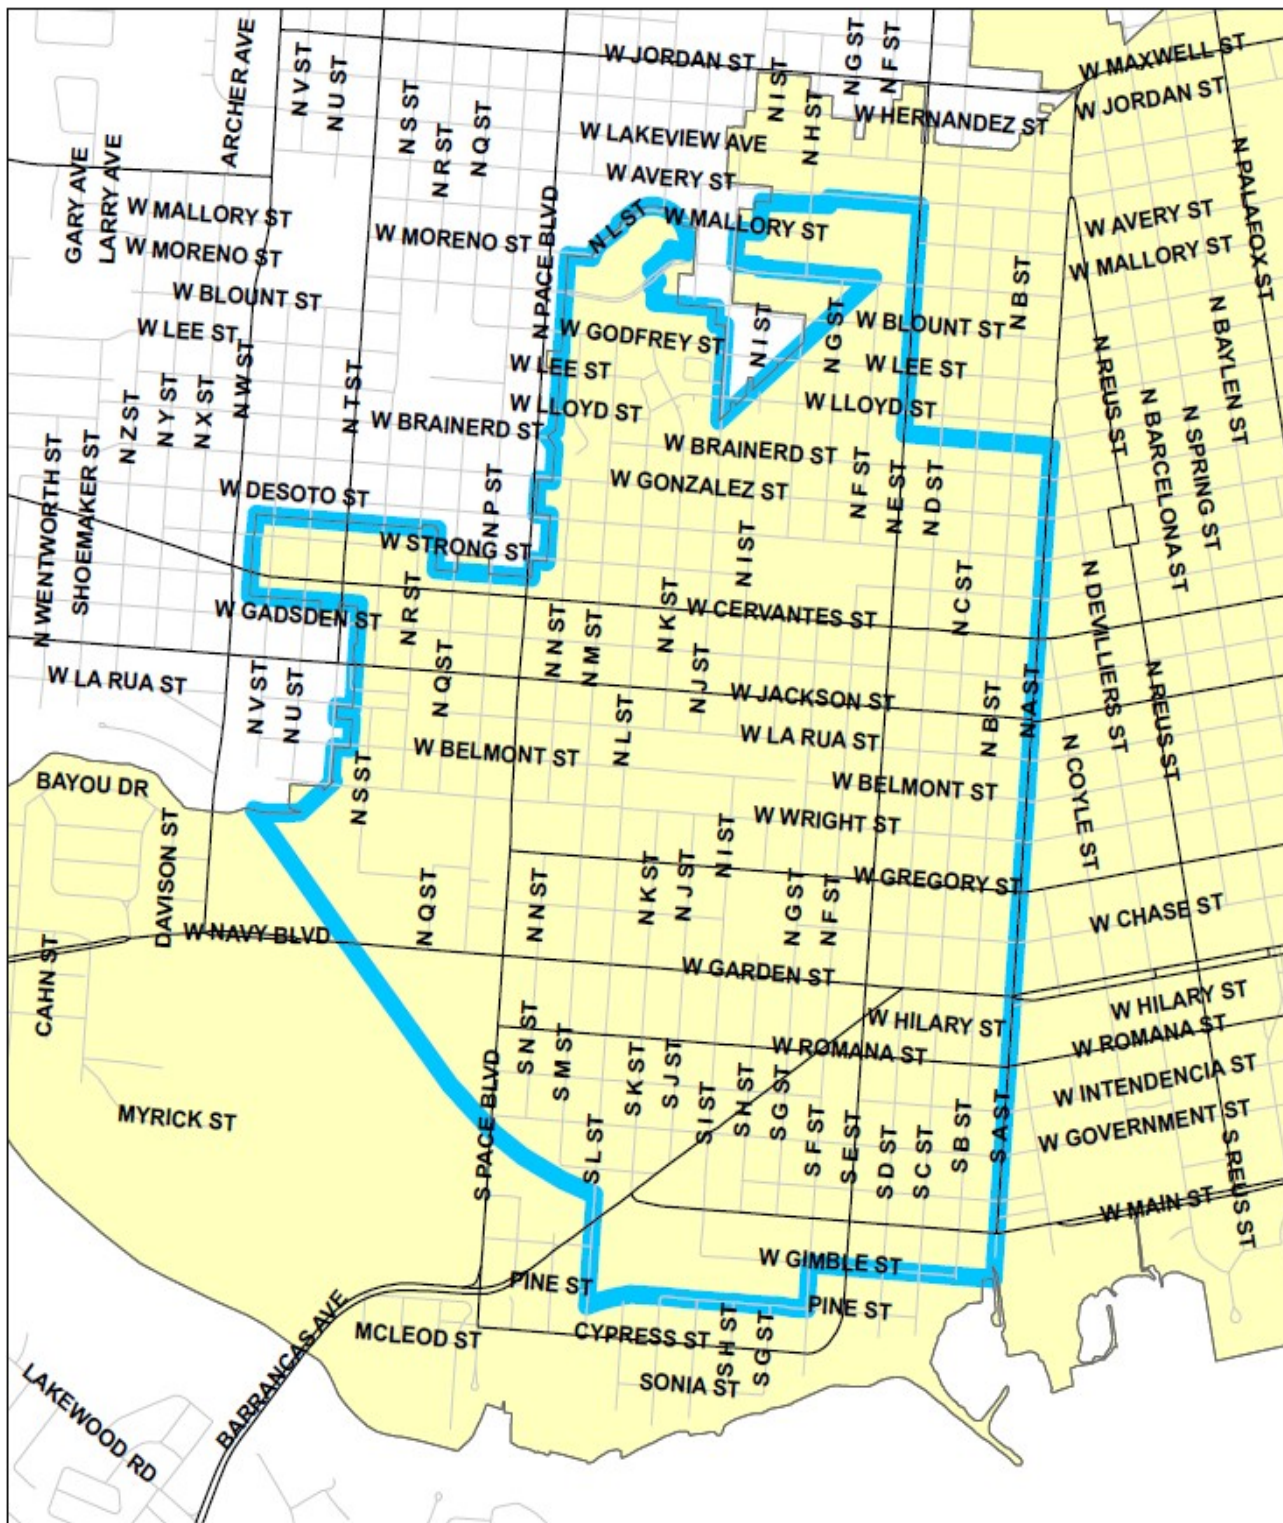 W JORDAN ST
N G ST
N F ST
N I ST
N H ST
W MAXWELL ST
W JORDAN ST
ARCHER AVE
N V ST
N U ST
N S ST
N R ST
N Q ST
W HERNANDEZ ST
W LAKEVIEW AVE
W AVERY ST
W MALLORY ST
N L ST
N PALAFOX ST
GARY AVE
LARRY AVE
W MALLORY ST
W MORENO ST
W MORENO ST
W AVERY ST
W MALLORY ST
W BLOUNT ST
W LEE ST
N PACE BLVD
N B ST
W GODFREY ST
N I ST
N G ST
W BLOUNT ST
W LEE ST
W LEE ST
W LLOYD ST
W LLOYD ST
N REUS ST
N BAYLEN ST
N BARCELONA ST
N SPRING ST
N Z ST
N Y ST
N X ST
N W ST
N T ST
W BRAINERD ST
W BRAINERD ST
W GONZALEZ ST
N WENTWORTH ST
SHOEMAKER ST
W DESOTO ST
N P ST
W STRONG ST
N F ST
N E ST
N D ST
N I ST
N C ST
W GADSDEN ST
N R ST
N N ST
N M ST
N K ST
W CERVANTES ST
N DEVILLIERS ST
N REUS ST
W LA RUA ST
N V ST
N U ST
N Q ST
N L ST
N J ST
W JACKSON ST
W LA RUA ST
N B ST
N A ST
W BELMONT ST
W BELMONT ST
N COYLE ST
BAYOU DR
N S ST
W WRIGHT ST
DAVISON ST
N Q ST
N N ST
N K ST
N J ST
N I ST
N G ST
N F ST
W GREGORY ST
W CHASE ST
W NAVY BLVD
W GARDEN ST
CAHN ST
W HILARY ST
W HILARY ST
W ROMANA ST
W ROMANA ST
W INTENDENCIA ST
W GOVERNMENT ST
MYRICK ST
S PACE BLVD
S N ST
S M ST
S L ST
S K ST
S J ST
S I ST
S H ST
S G ST
S F ST
S E ST
S D ST
S C ST
S B ST
S A ST
W MAIN ST
S REUS ST
W GIMBLE ST
PINE ST
PINE ST
MCLEOD ST
CYPRESS ST
S H ST
S G ST
SONIA ST
BARRANCAS AVE
LAKEWOOD RD